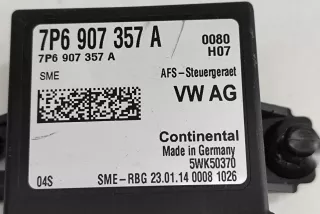 7P6 907 357 A 0080
7P6 907 357 A H07
SME AFS-Steuergeraet
VW AG
Continental
Made in Germany
5WK50370
04S SME-RBG 23.01.14 0008 1026